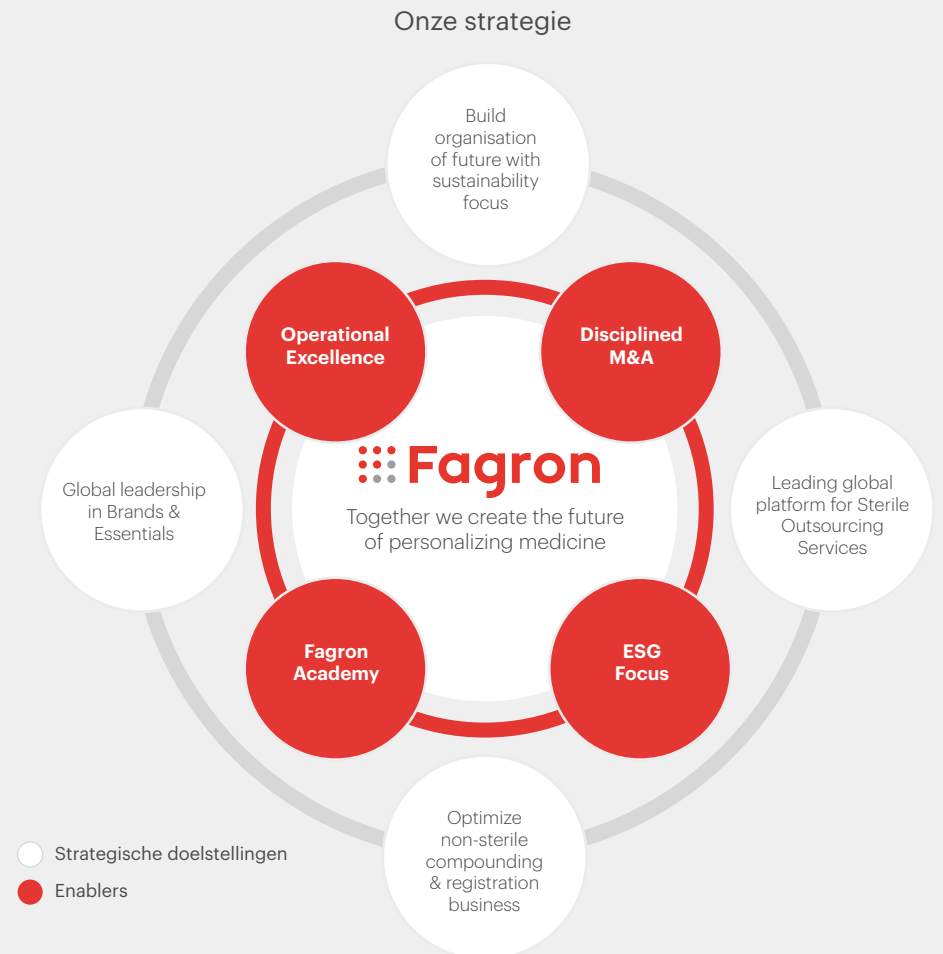 Onze strategie
Build
organisation
of future with
sustainability
focus
Operational
Excellence
Disciplined
M&A
Global leadership
in Brands &
Essentials
Fagron
Together we create the future
of personalizing medicine
Leading global
platform for Sterile
Outsourcing
Services
Fagron
Academy
ESG
Focus
Optimize
non-sterile
compounding
& registration
business
Strategische doelstellingen
Enablers